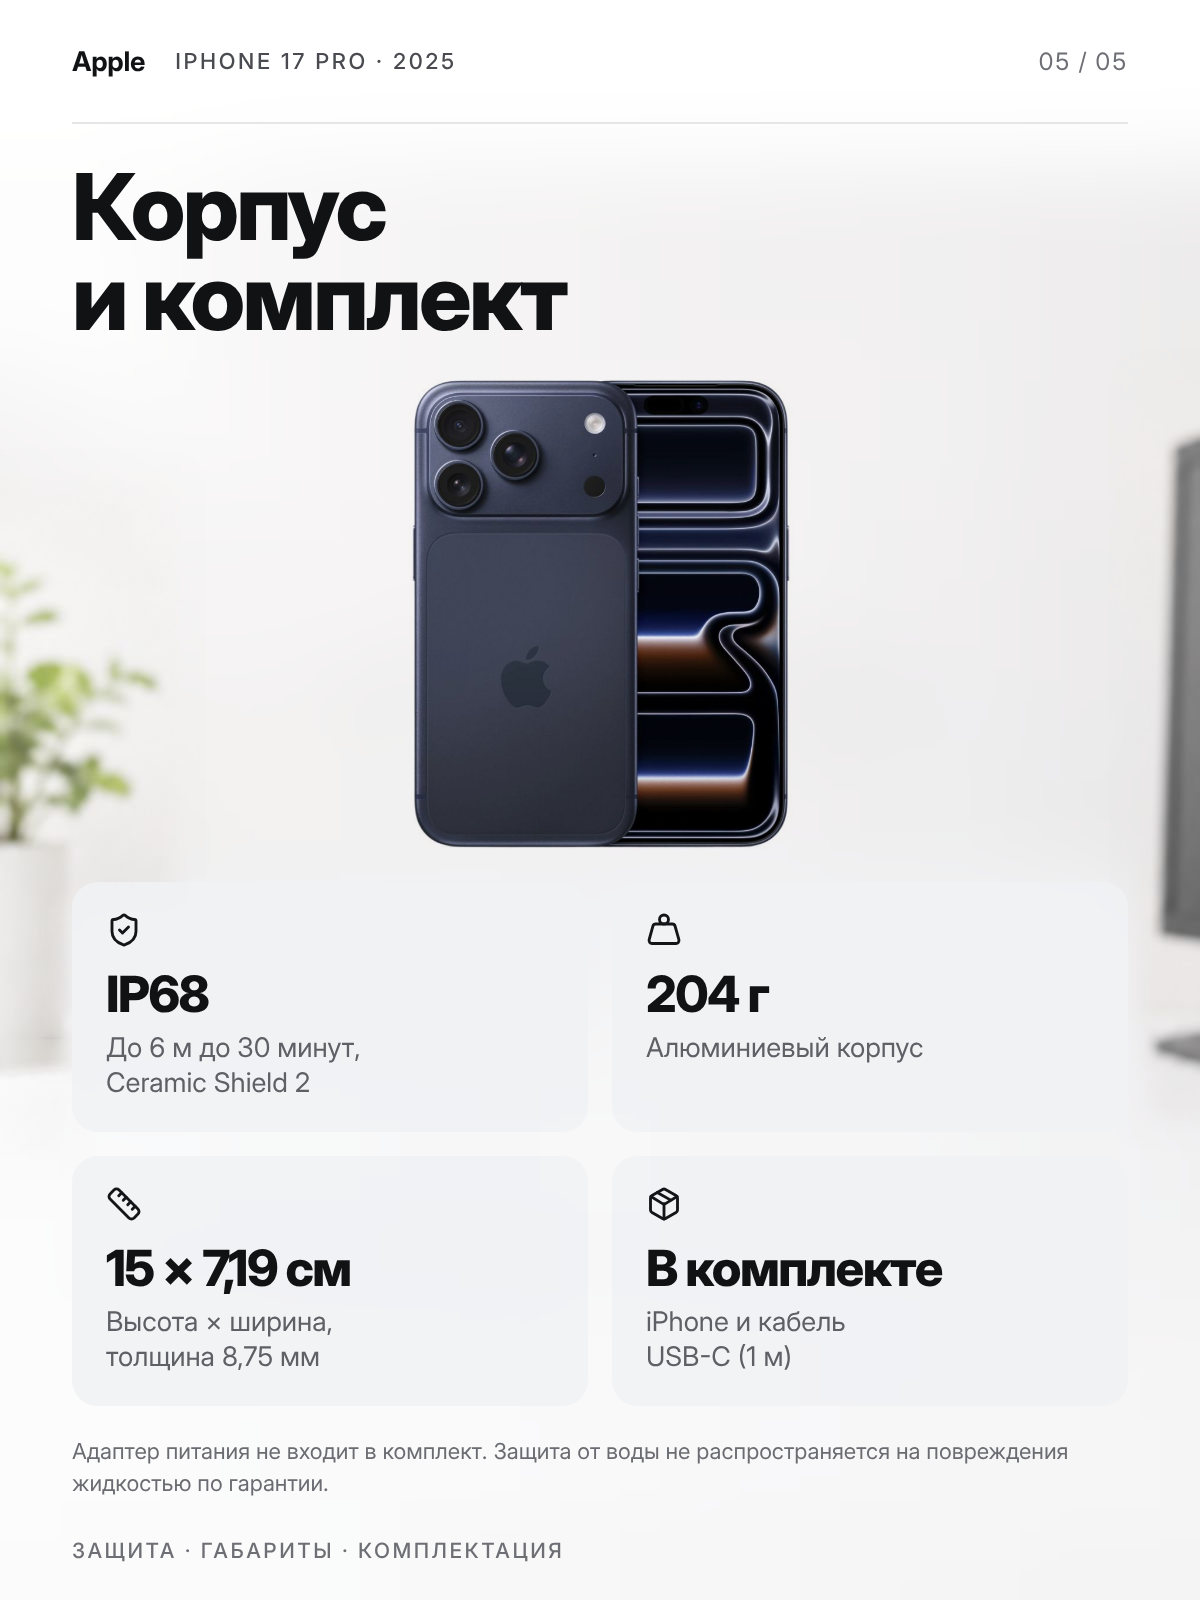 Apple IPHONE 17 PRO · 2025 05 / 05
Корпус
и комплект
IP68
До 6 м до 30 минут,
Ceramic Shield 2
204 г
Алюминиевый корпус
15 × 7,19 см
Высота × ширина,
толщина 8,75 мм
В комплекте
iPhone и кабель
USB-C (1 м)
Адаптер питания не входит в комплект. Защита от воды не распространяется на повреждения
жидкостью по гарантии.
ЗАЩИТА · ГАБАРИТЫ · КОМПЛЕКТАЦИЯ